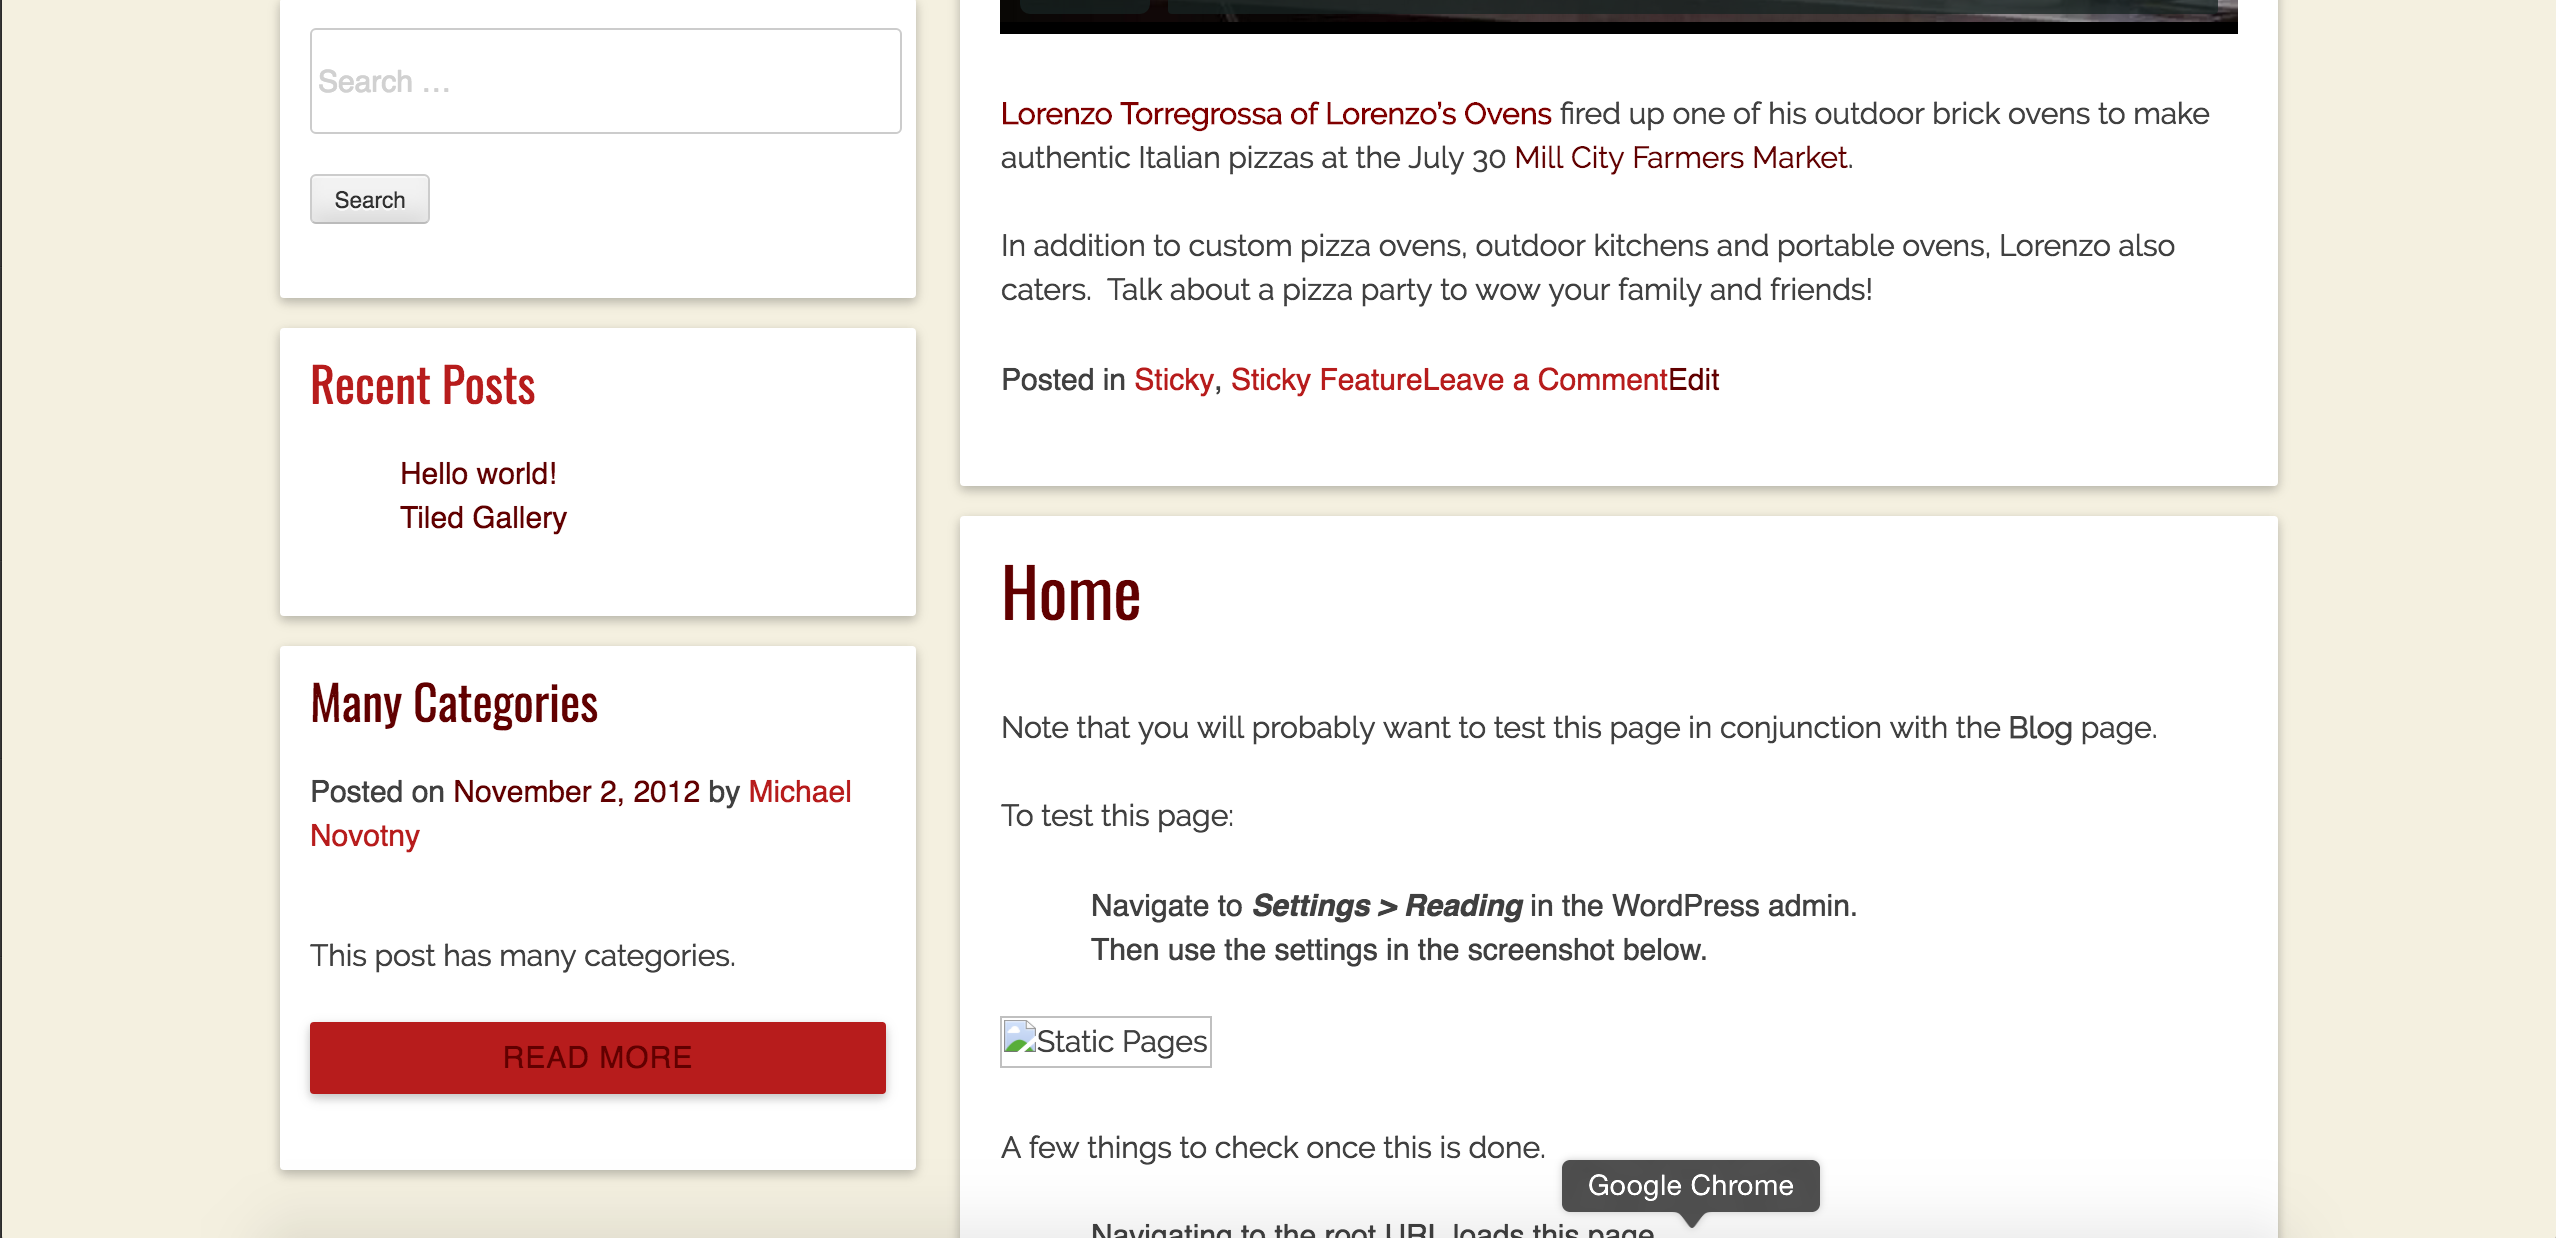 Search ...
Search
Recent Posts
Hello world!
Tiled Gallery
Many Categories
Posted on November 2, 2012 by Michael
Novotny
This post has many categories.
READ MORE
Lorenzo Torregrossa of Lorenzo’s Ovens fired up one of his outdoor brick ovens to make
authentic Italian pizzas at the July 30 Mill City Farmers Market.
In addition to custom pizza ovens, outdoor kitchens and portable ovens, Lorenzo also
caters.  Talk about a pizza party to wow your family and friends!
Posted in Sticky, Sticky FeatureLeave a CommentEdit
Home
Note that you will probably want to test this page in conjunction with the Blog page.
To test this page:
Navigate to Settings > Reading in the WordPress admin.
Then use the settings in the screenshot below.
Static Pages
A few things to check once this is done.
Google Chrome
Navigating to the root URL loads this page